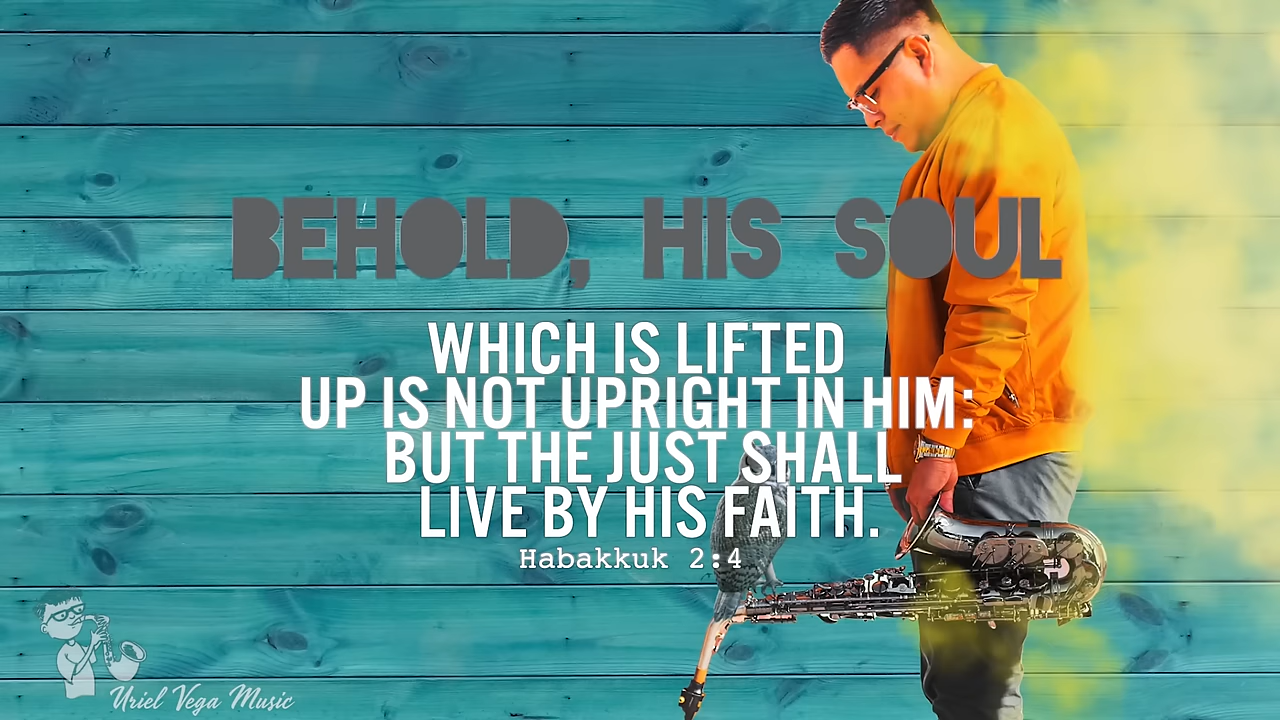 BEHOLD, HIS SOUL
WHICH IS LIFTED
UP IS NOT UPRIGHT IN HIM:
BUT THE JUST SHALL
LIVE BY HIS FAITH.
Habakkuk 2:4
Uriel Vega Music